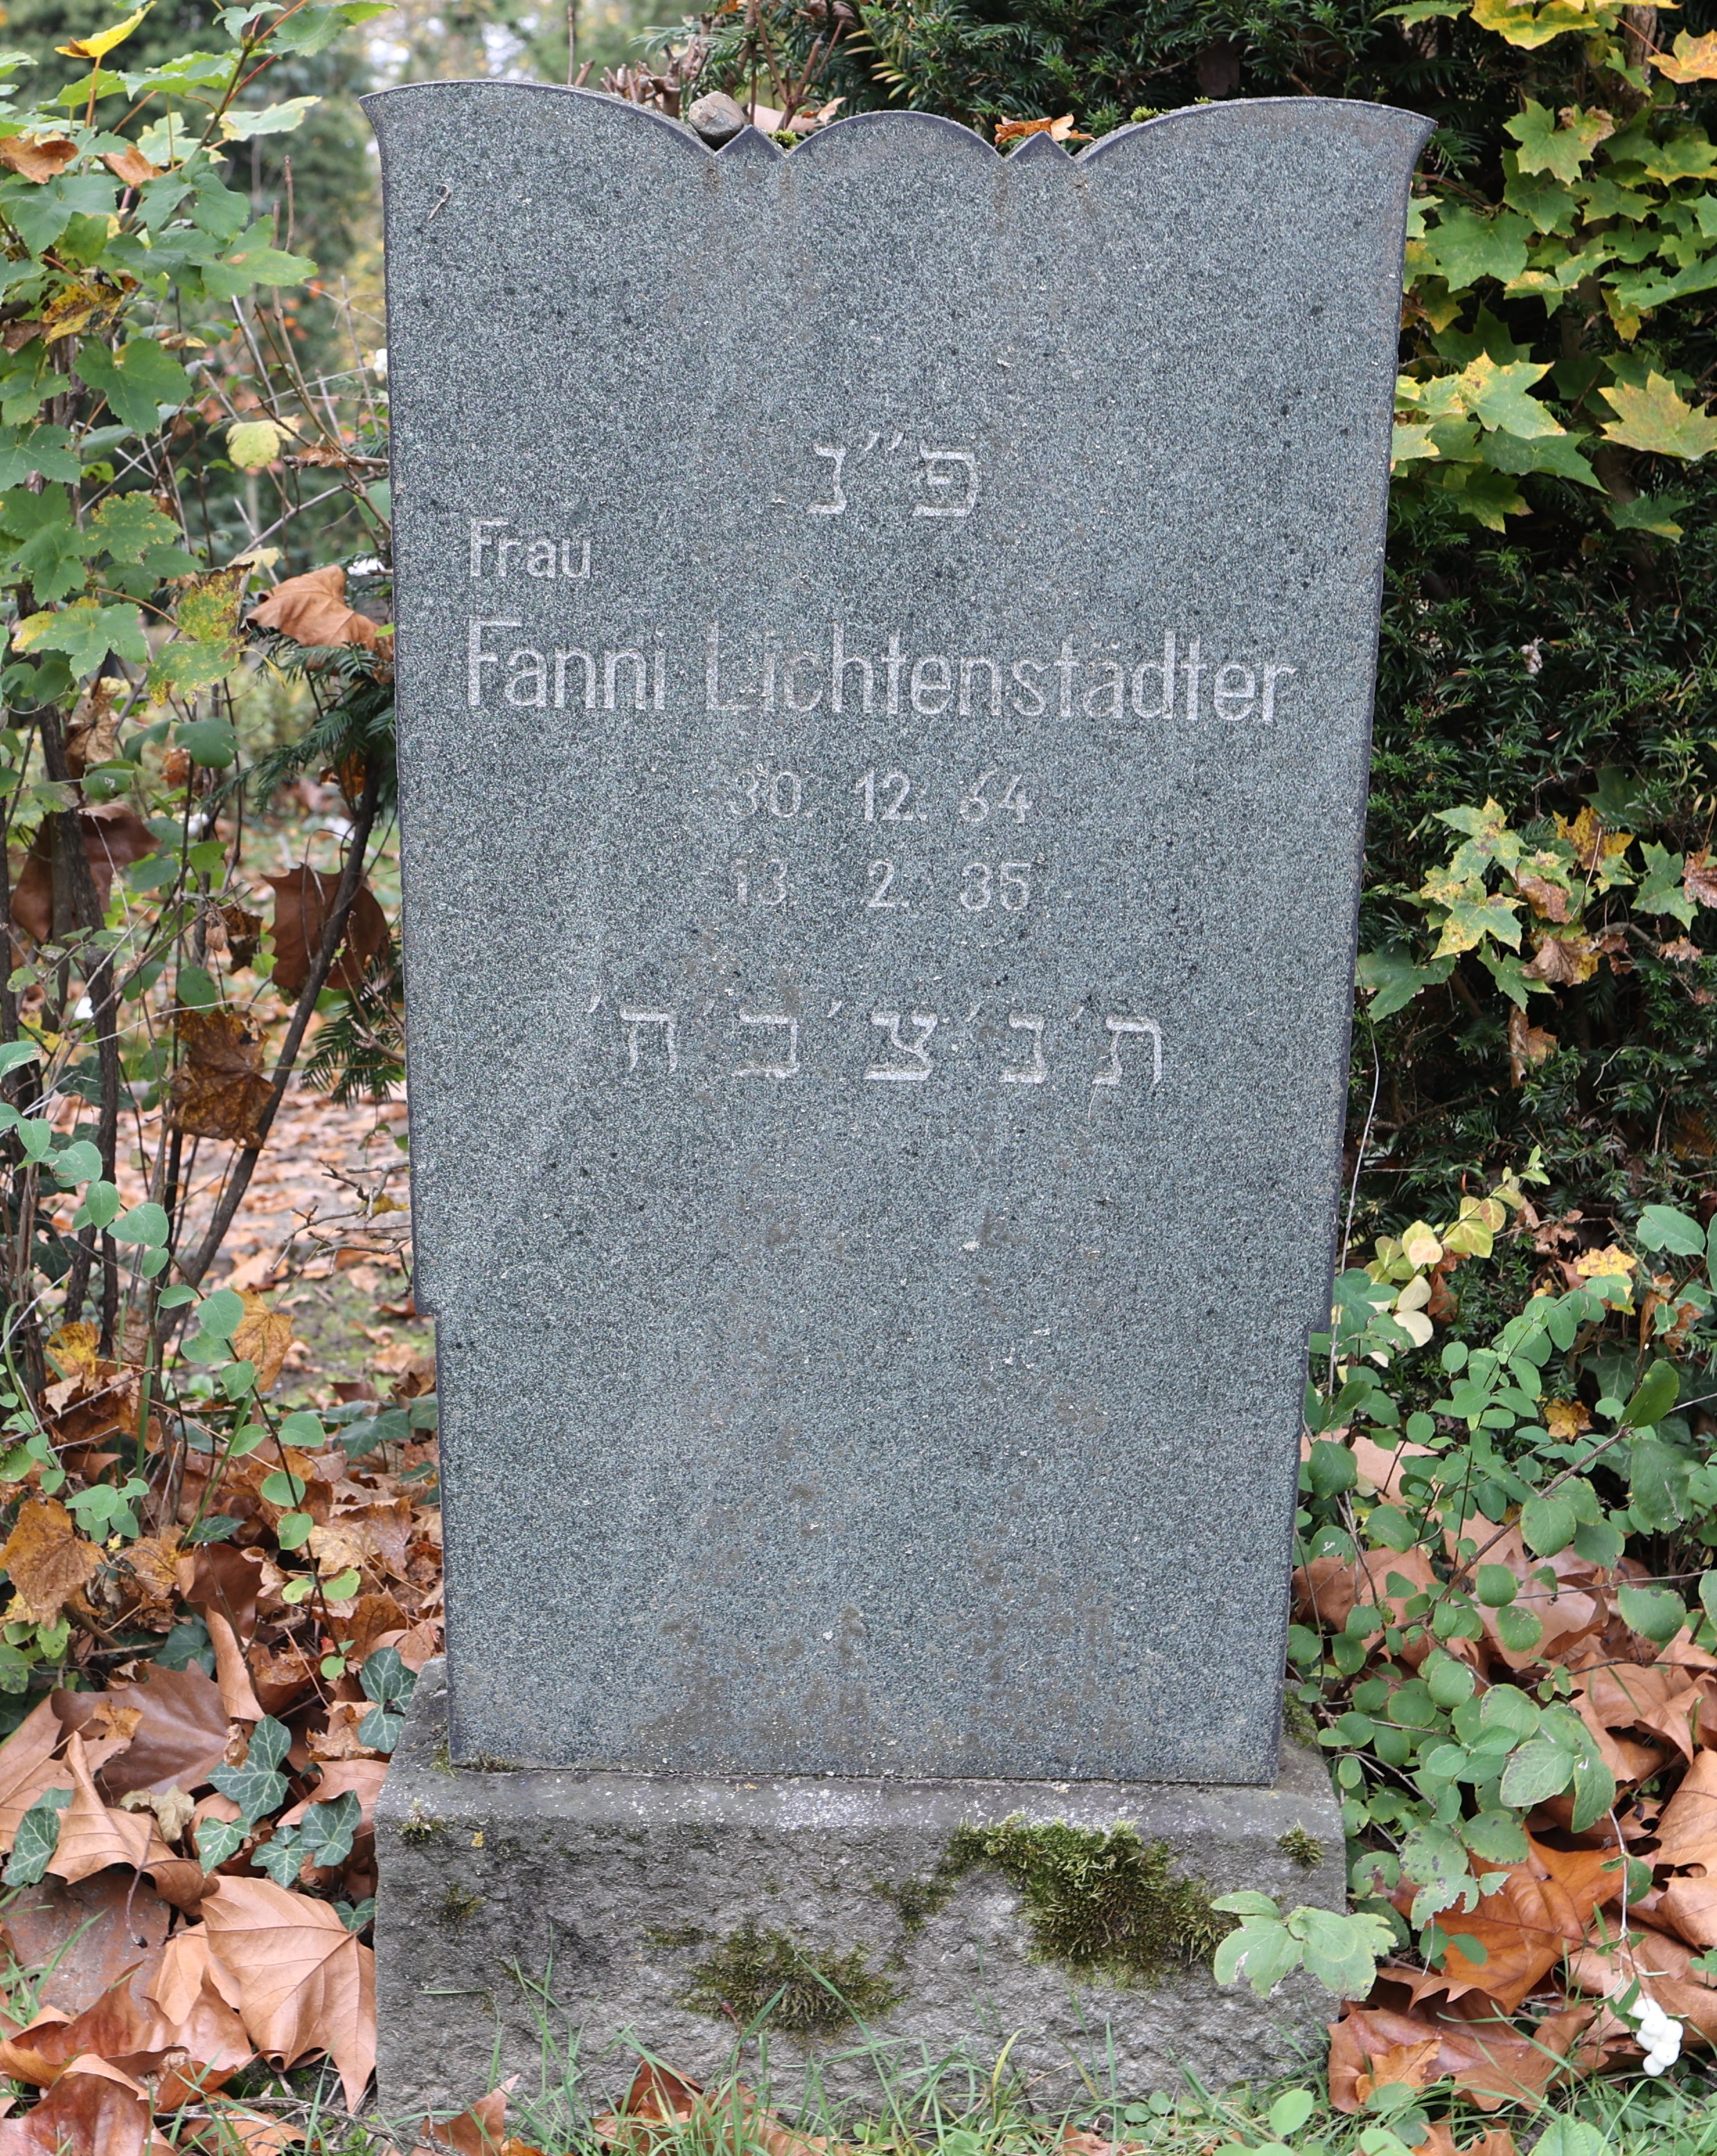 פ״נ
Frau
Fanni Lichtenstädter
30. 12. 64
13. 2. 35
ת׳נ׳צ׳ב׳ה׳